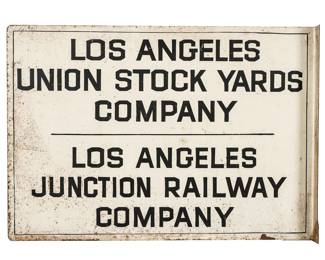 LOS ANGELES
UNION STOCK YARDS
COMPANY
LOS ANGELES
JUNCTION RAILWAY
COMPANY